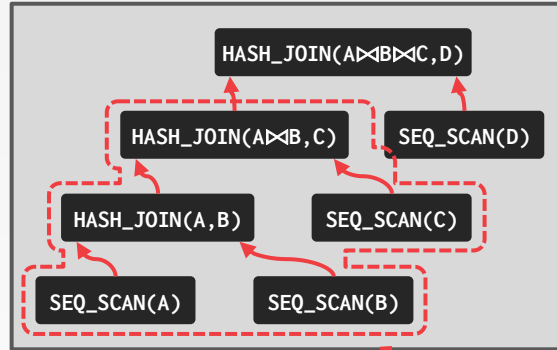 HASH_JOIN(A⨝B⨝C,D)
HASH_JOIN(A⨝B,C)
SEQ_SCAN(D)
HASH_JOIN(A,B)
SEQ_SCAN(C)
SEQ_SCAN(A)
SEQ_SCAN(B)